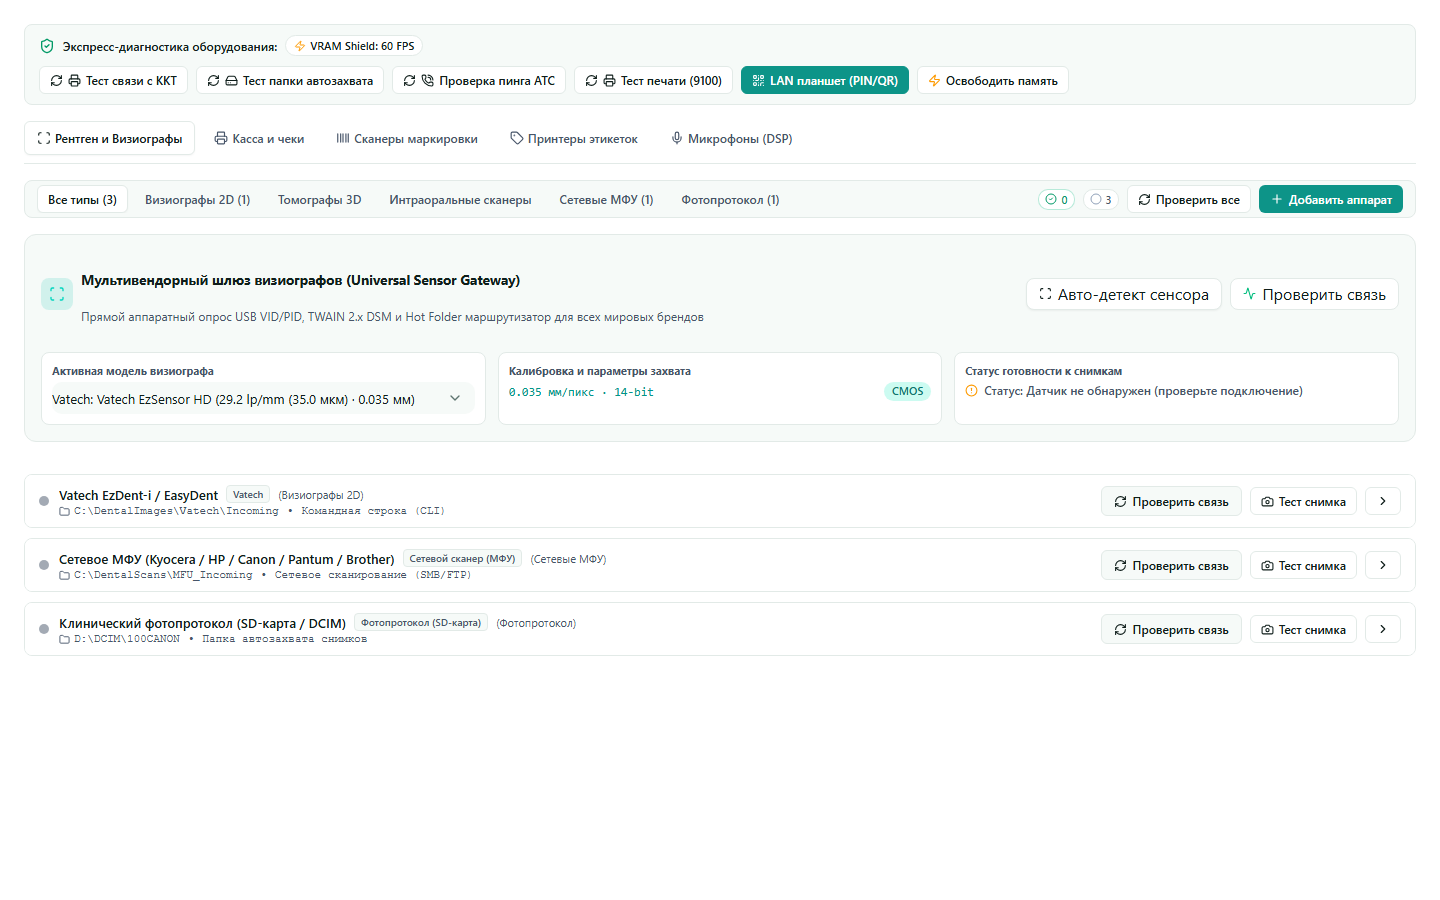 Экспресс-диагностика оборудования: VRAM Shield: 60 FPS
Тест связи с ККТ Тест папки автозахвата Проверка пинга АТС Тест печати (9100) LAN планшет (PIN/QR) Освободить память
Рентген и Визиографы Касса и чеки Сканеры маркировки Принтеры этикеток Микрофоны (DSP)
Все типы (3) Визиографы 2D (1) Томографы 3D Интраоральные сканеры Сетевые МФУ (1) Фотопротокол (1) 0 3 Проверить все + Добавить аппарат
Мультивендорный шлюз визиографов (Universal Sensor Gateway)
Прямой аппаратный опрос USB VID/PID, TWAIN 2.x DSM и Hot Folder маршрутизатор для всех мировых брендов
Авто-детект сенсора Проверить связь
Активная модель визиографа
Vatech: Vatech EzSensor HD (29.2 lp/mm (35.0 мкм) · 0.035 мм)
Калибровка и параметры захвата
0.035 мм/пикс · 14-bit CMOS
Статус готовности к снимкам
Статус: Датчик не обнаружен (проверьте подключение)
Vatech EzDent-i / EasyDent Vatech (Визиографы 2D)
C:\DentalImages\Vatech\Incoming • Командная строка (CLI)
Проверить связь Тест снимка
Сетевое МФУ (Kyocera / HP / Canon / Pantum / Brother) Сетевой сканер (МФУ) (Сетевые МФУ)
C:\DentalScans\MFU_Incoming • Сетевое сканирование (SMB/FTP)
Проверить связь Тест снимка
Клинический фотопротокол (SD-карта / DCIM) Фотопротокол (SD-карта) (Фотопротокол)
D:\DCIM\100CANON • Папка автозахвата снимков
Проверить связь Тест снимка